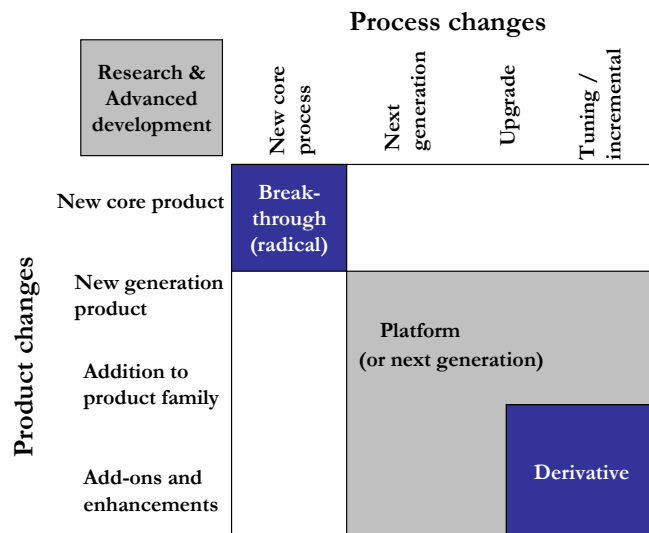 Process changes
Research &
Advanced
development
New core
process
Next
generation
Upgrade
Tuning /
incremental
Product changes
New core product
Break-
through
(radical)
New generation
product
Platform
(or next generation)
Addition to
product family
Add-ons and
enhancements
Derivative